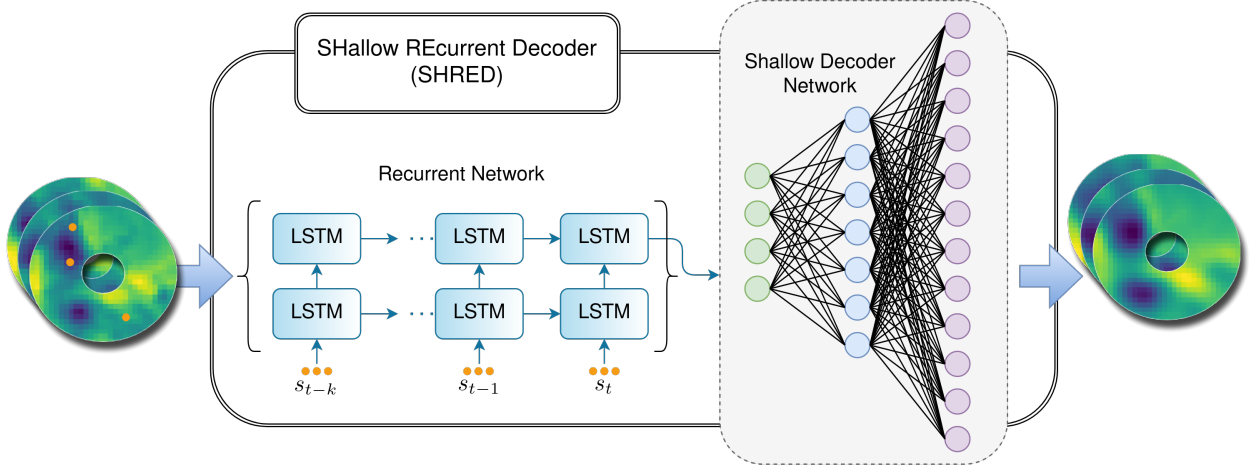 SHallow REcurrent Decoder
(SHRED)
Shallow Decoder
Network
Recurrent Network
LSTM ··· LSTM LSTM
LSTM ··· LSTM LSTM
s_{t-k} s_{t-1} s_t